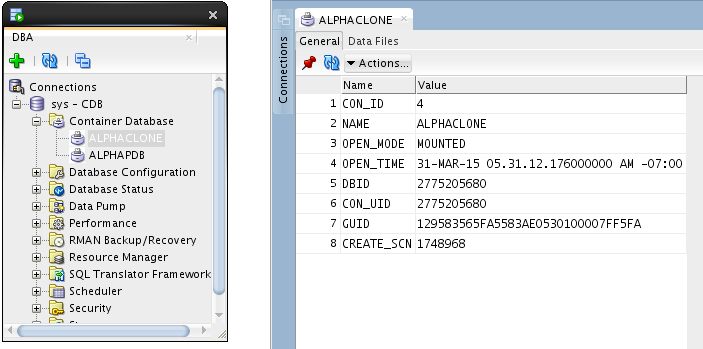 DBA
Connections
sys - CDB
Container Database
ALPHACLONE
ALPHAPDB
Database Configuration
Database Status
Data Pump
Performance
RMAN Backup/Recovery
Resource Manager
SQL Translator Framework
Scheduler
Security
Connections
ALPHACLONE
General Data Files
Actions...
Name Value
1 CON_ID 4
2 NAME ALPHACLONE
3 OPEN_MODE MOUNTED
4 OPEN_TIME 31-MAR-15 05.31.12.176000000 AM -07:00
5 DBID 2775205680
6 CON_UID 2775205680
7 GUID 129583565FA5583AE0530100007FF5FA
8 CREATE_SCN 1748968